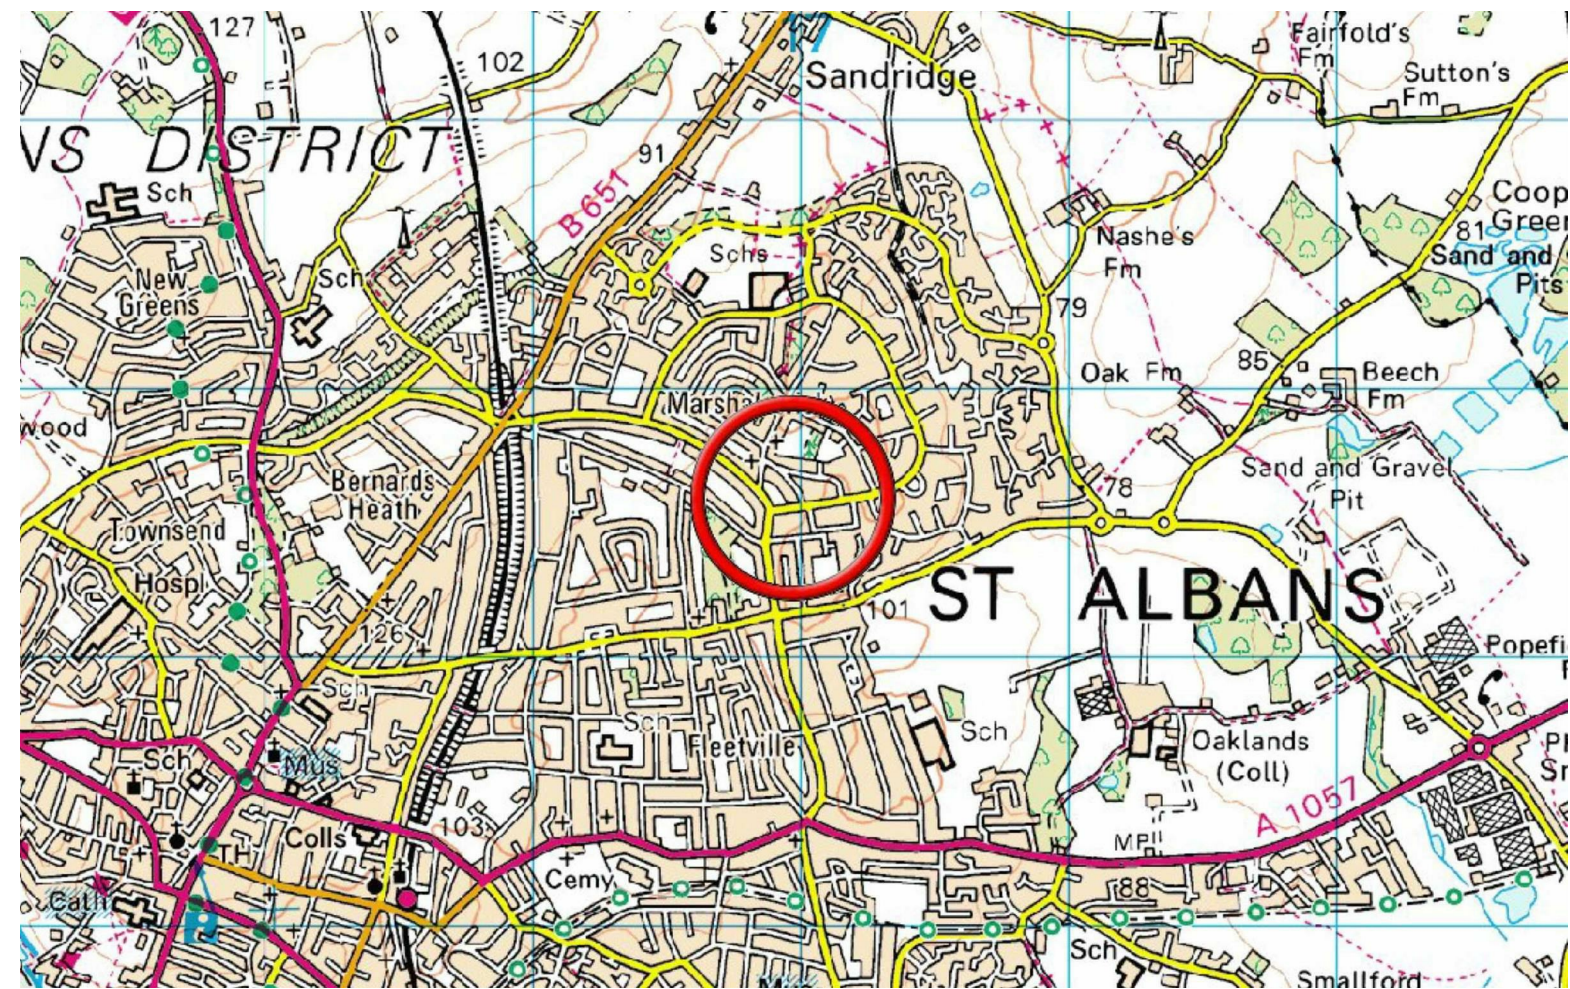 127
102
Sandridge
Fairfold's
Fm
Sutton's
Fm
NS DISTRICT
91
B 651
Sch
Coop
Green
81
Sand and
Pits
Nashe's
Fm
Schs
Sch
New
Greens
79
85
Oak Fm
Beech
Fm
Marshal
wood
Bernards
Heath
Sand and Gravel
Pit
78
Townsend
Hospl
101
ST ALBANS
126
Popefi
F
Sch
Sch
Fleetville
Sch
Oaklands
(Coll)
Sch
Mus
A 1057
103
Colls
TH
MP
88
Cemy
Cath
Sch
Smallford